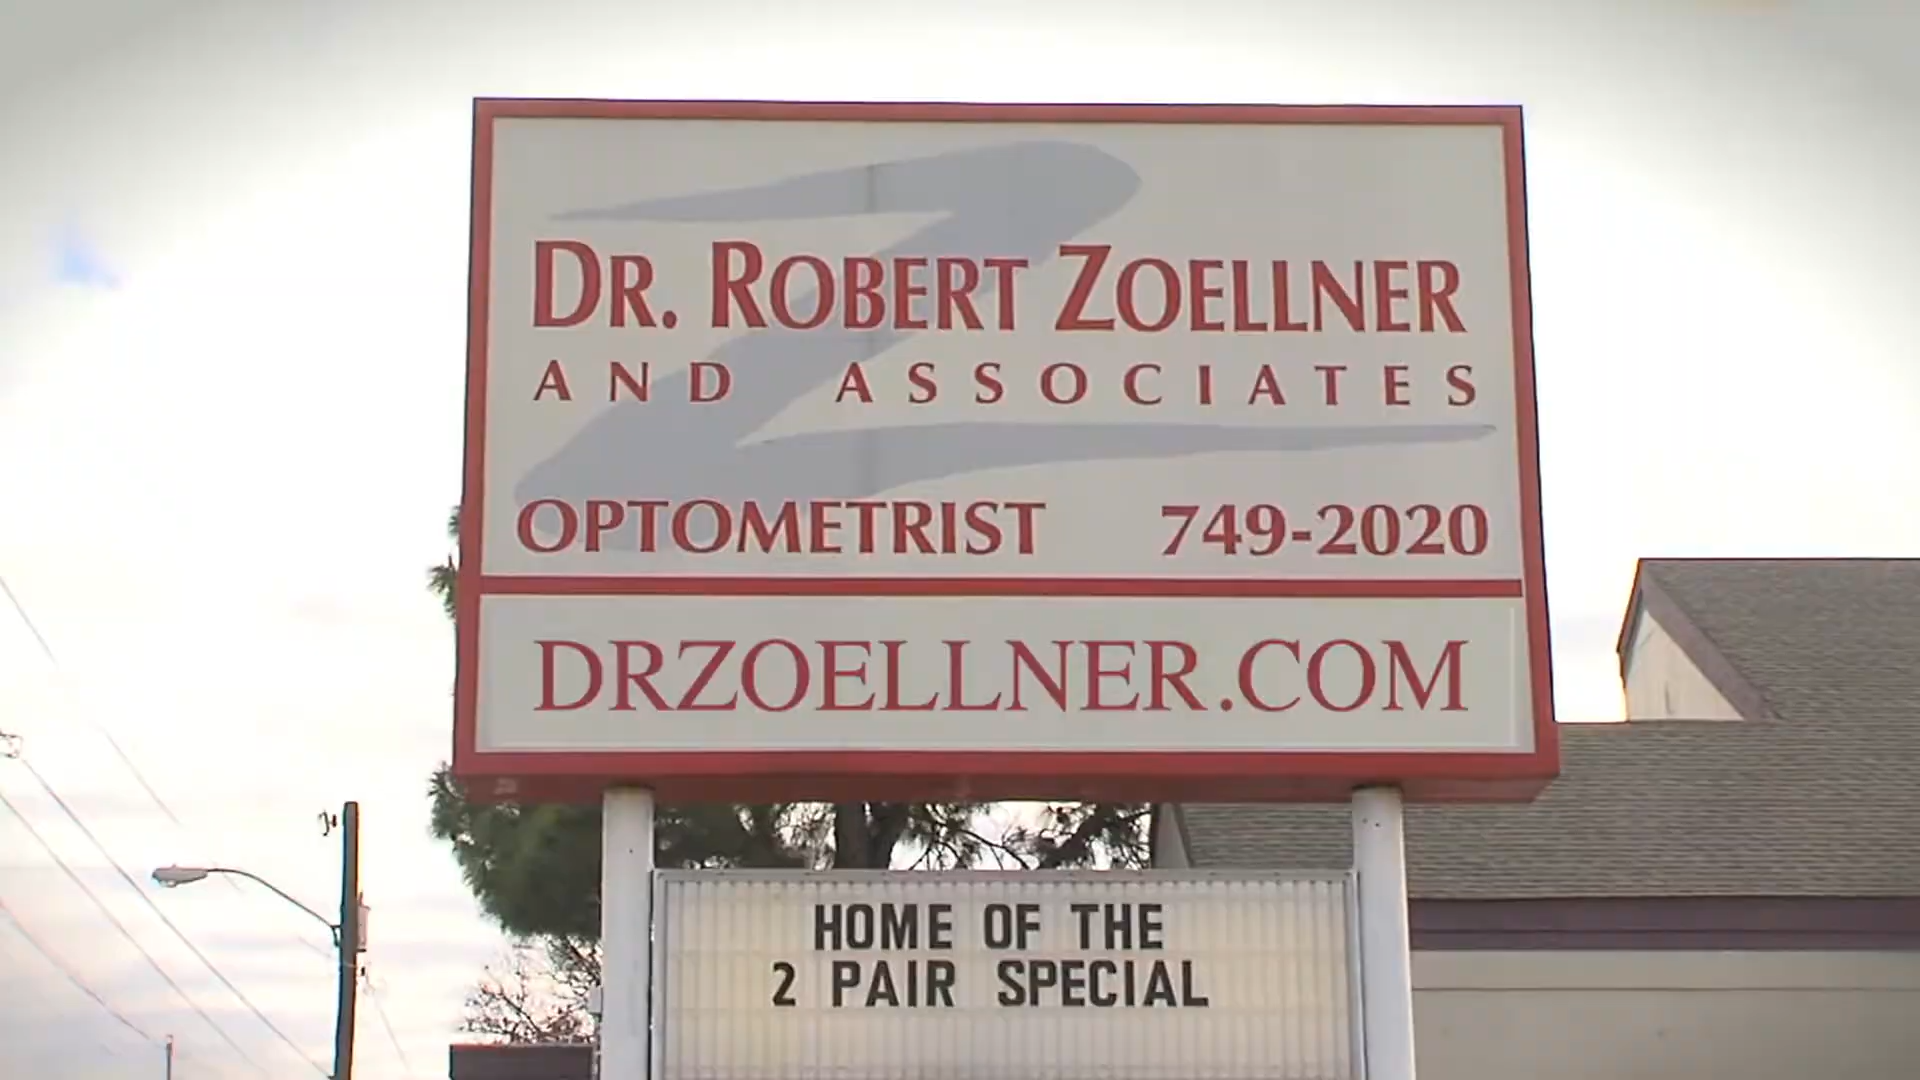 DR. ROBERT ZOELLNER
AND ASSOCIATES
OPTOMETRIST 749-2020
DRZOELLNER.COM
HOME OF THE
2 PAIR SPECIAL